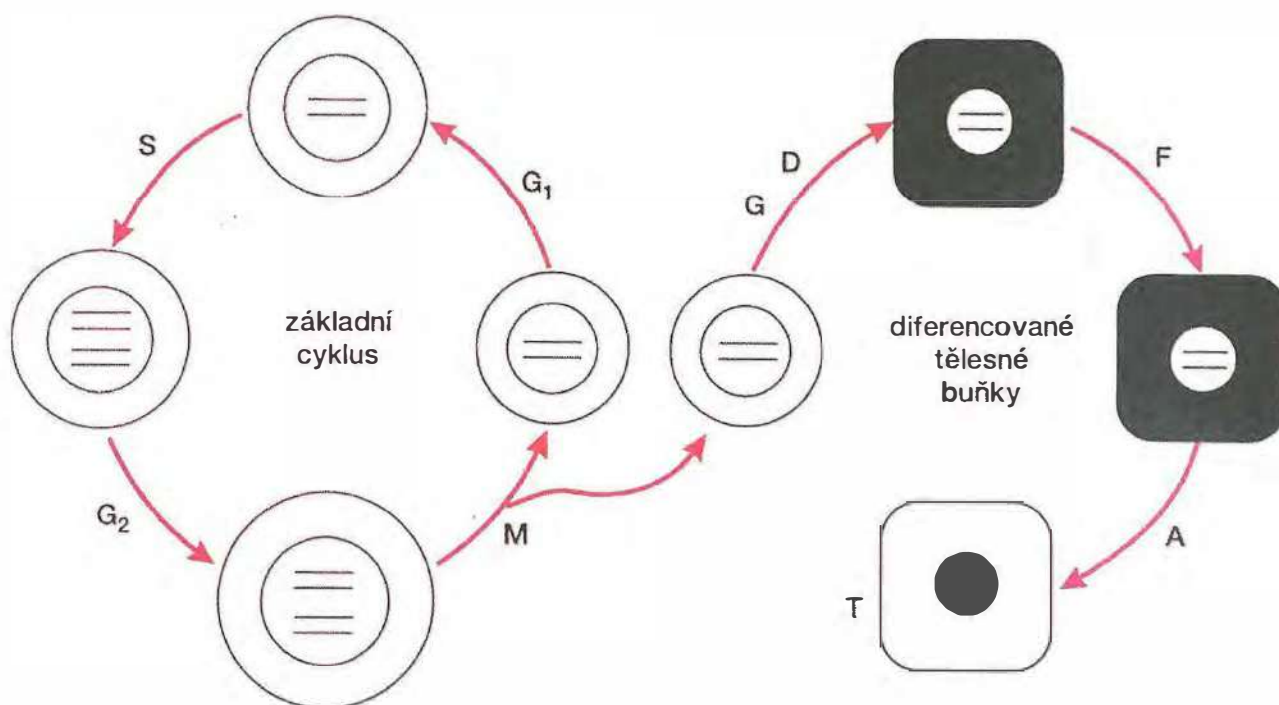 S
G₁
základní
cyklus
G₂
M
D
G
F
diferencované
tělesné
buňky
A
T